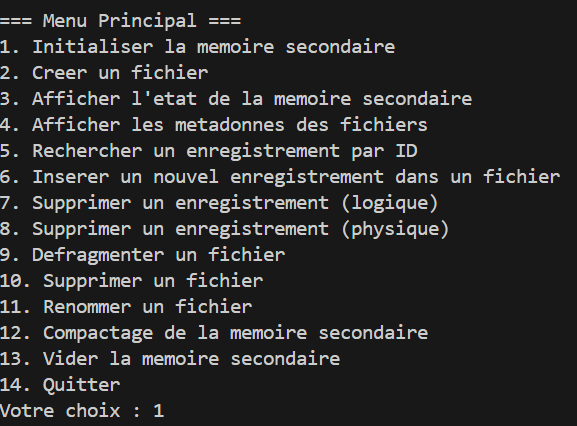 === Menu Principal ===
1. Initialiser la memoire secondaire
2. Creer un fichier
3. Afficher l'etat de la memoire secondaire
4. Afficher les metadonnes des fichiers
5. Rechercher un enregistrement par ID
6. Inserer un nouvel enregistrement dans un fichier
7. Supprimer un enregistrement (logique)
8. Supprimer un enregistrement (physique)
9. Defragmenter un fichier
10. Supprimer un fichier
11. Renommer un fichier
12. Compactage de la memoire secondaire
13. Vider la memoire secondaire
14. Quitter
Votre choix : 1